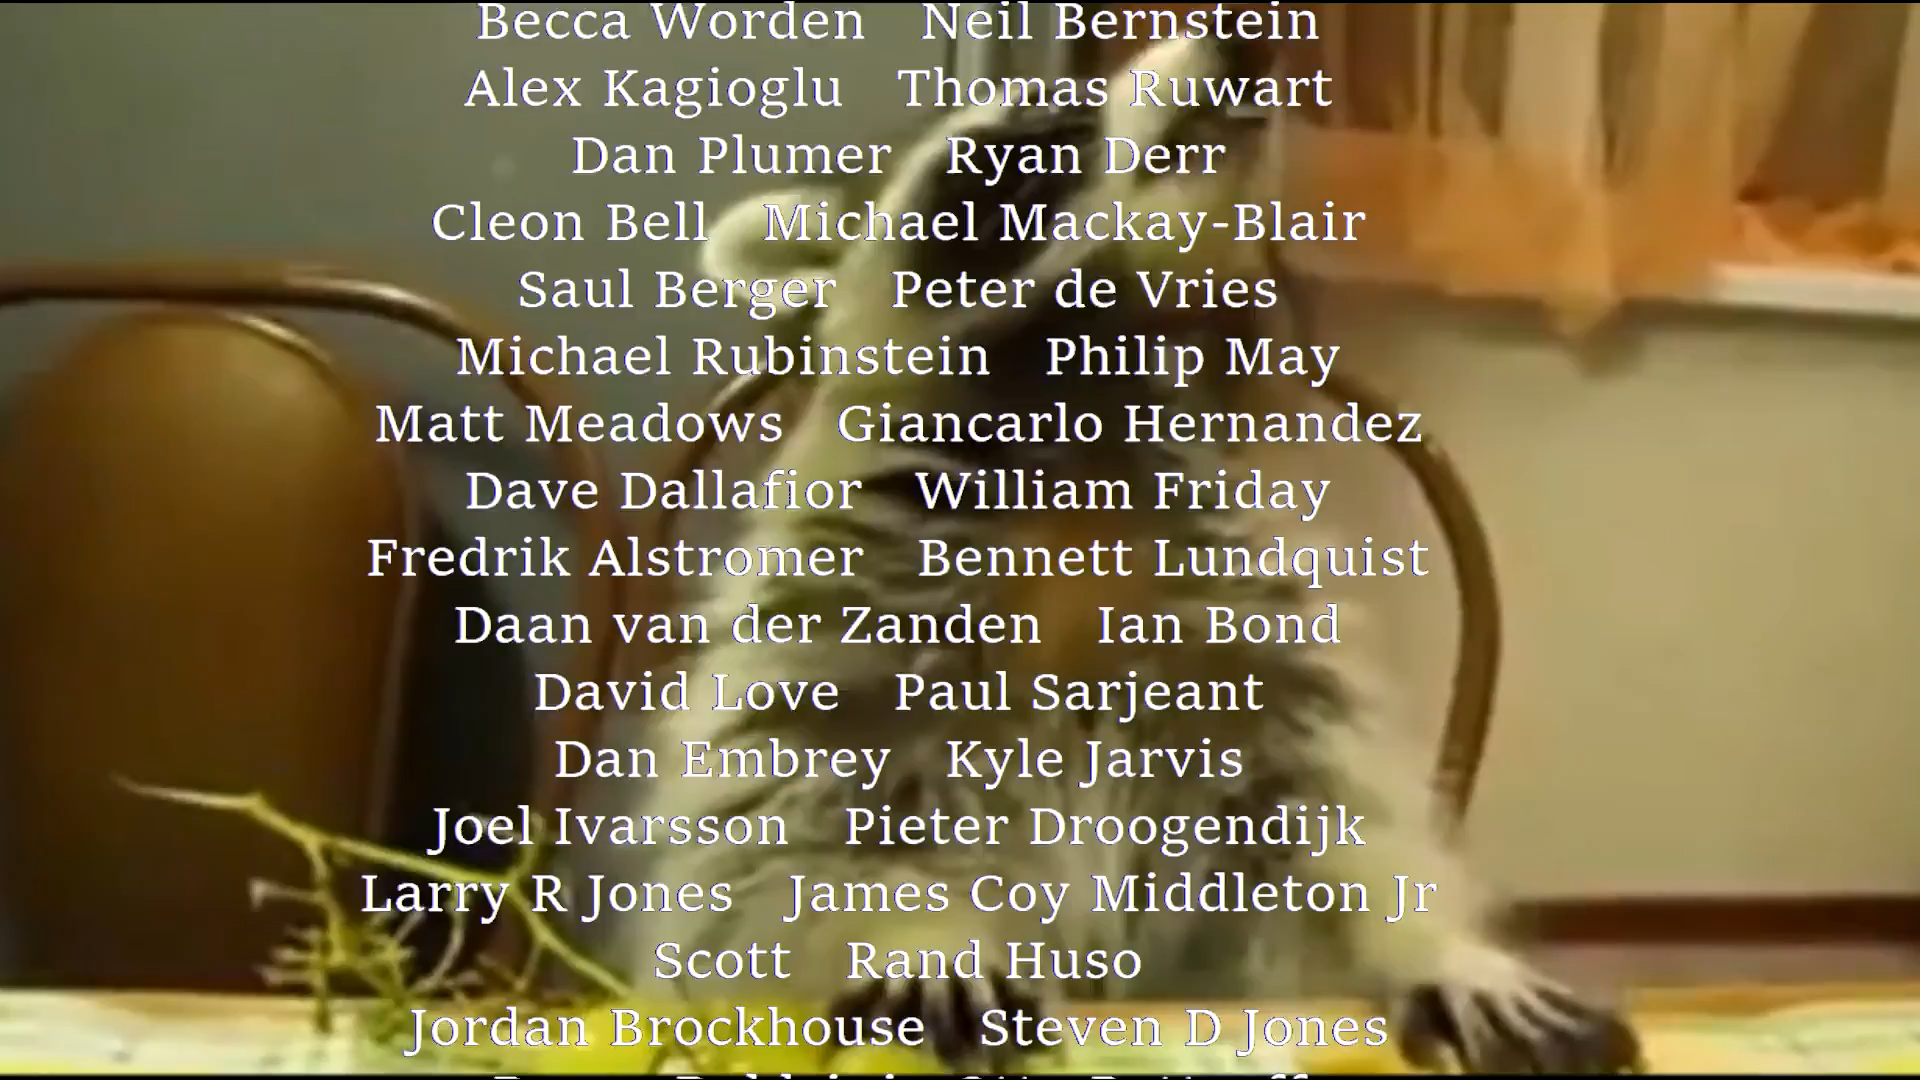 Becca Worden Neil Bernstein
Alex Kagioglu Thomas Ruwart
Dan Plumer Ryan Derr
Cleon Bell Michael Mackay-Blair
Saul Berger Peter de Vries
Michael Rubinstein Philip May
Matt Meadows Giancarlo Hernandez
Dave Dallafior William Friday
Fredrik Alstromer Bennett Lundquist
Daan van der Zanden Ian Bond
David Love Paul Sarjeant
Dan Embrey Kyle Jarvis
Joel Ivarsson Pieter Droogendijk
Larry R Jones James Coy Middleton Jr
Scott Rand Huso
Jordan Brockhouse Steven D Jones